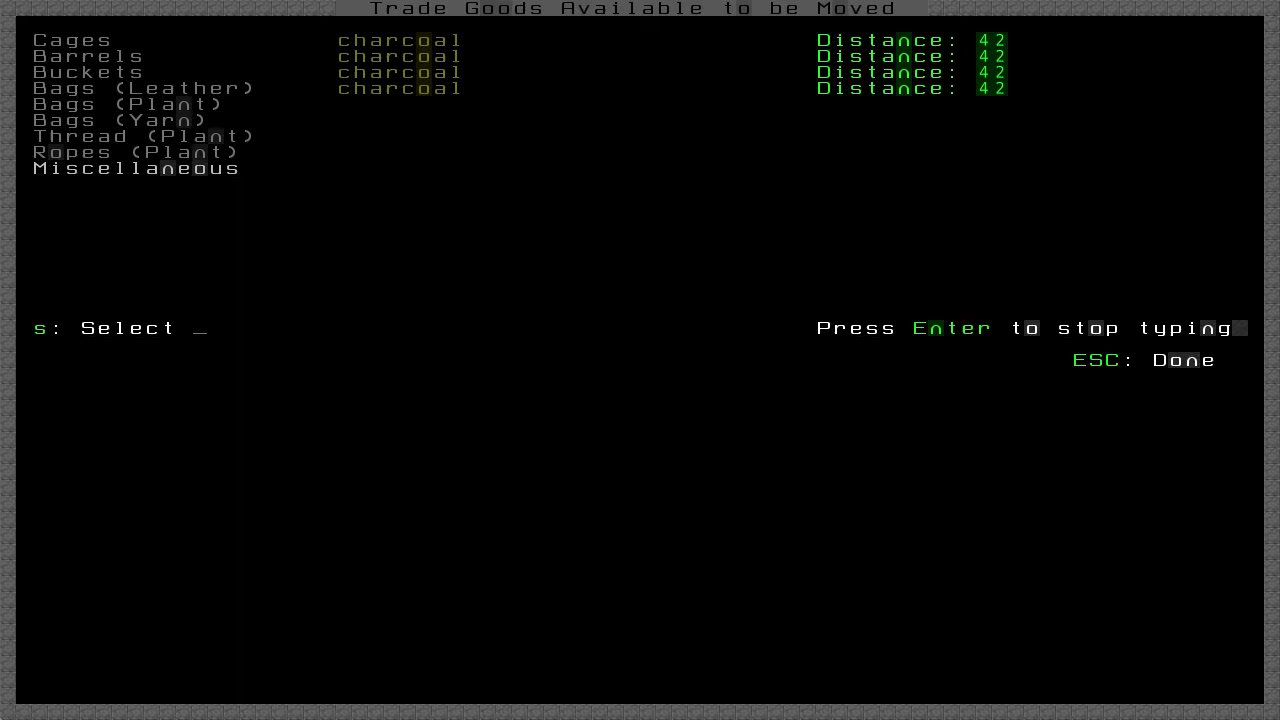 Trade Goods Available to be Moved
Cages charcoal Distance: 42
Barrels charcoal Distance: 42
Buckets charcoal Distance: 42
Bags (Leather) charcoal Distance: 42
Bags (Plant)
Bags (Yarn)
Thread (Plant)
Ropes (Plant)
Miscellaneous
s: Select _ Press Enter to stop typing
ESC: Done